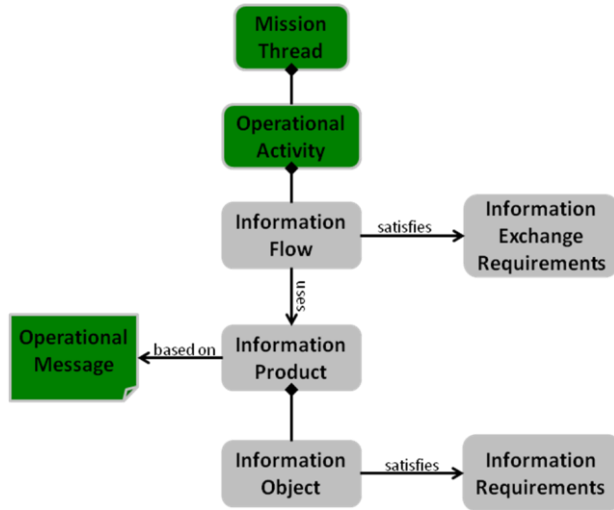 Mission
Thread
Operational
Activity
Information
Flow
satisfies
Information
Exchange
Requirements
uses
Operational
Message
based on
Information
Product
Information
Object
satisfies
Information
Requirements